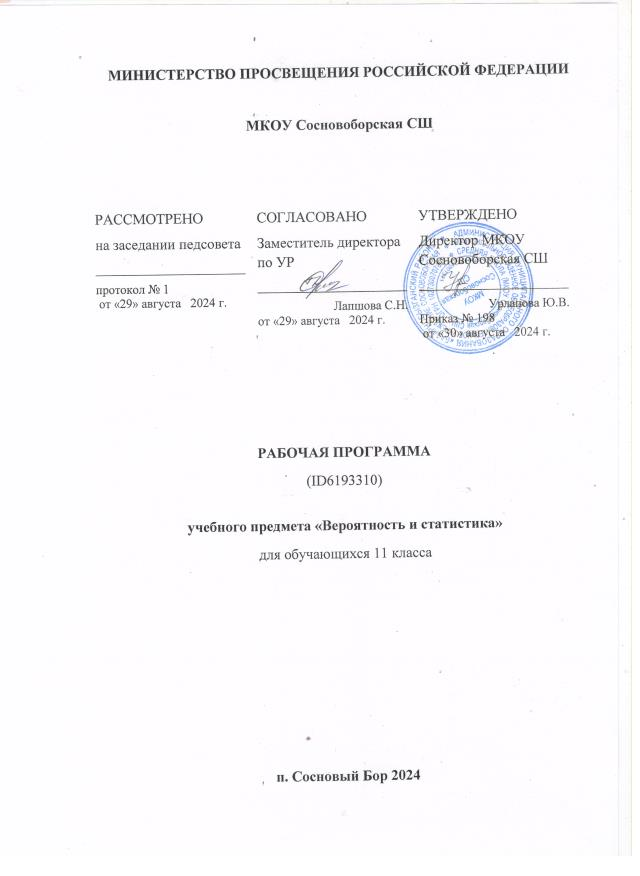 МИНИСТЕРСТВО ПРОСВЕЩЕНИЯ РОССИЙСКОЙ ФЕДЕРАЦИИ
МКОУ Сосновоборская СШ
РАССМОТРЕНО
на заседании педсовета
протокол № 1
от «29» августа 2024 г.
СОГЛАСОВАНО
Заместитель директора
по УР
Лапшова С.Н.
от «29» августа 2024 г.
УТВЕРЖДЕНО
Директор МКОУ
Сосновоборская СШ
Урлапова Ю.В.
Приказ № 198
от «30» августа 2024 г.
РАБОЧАЯ ПРОГРАММА
(ID6193310)
учебного предмета «Вероятность и статистика»
для обучающихся 11 класса
п. Сосновый Бор 2024